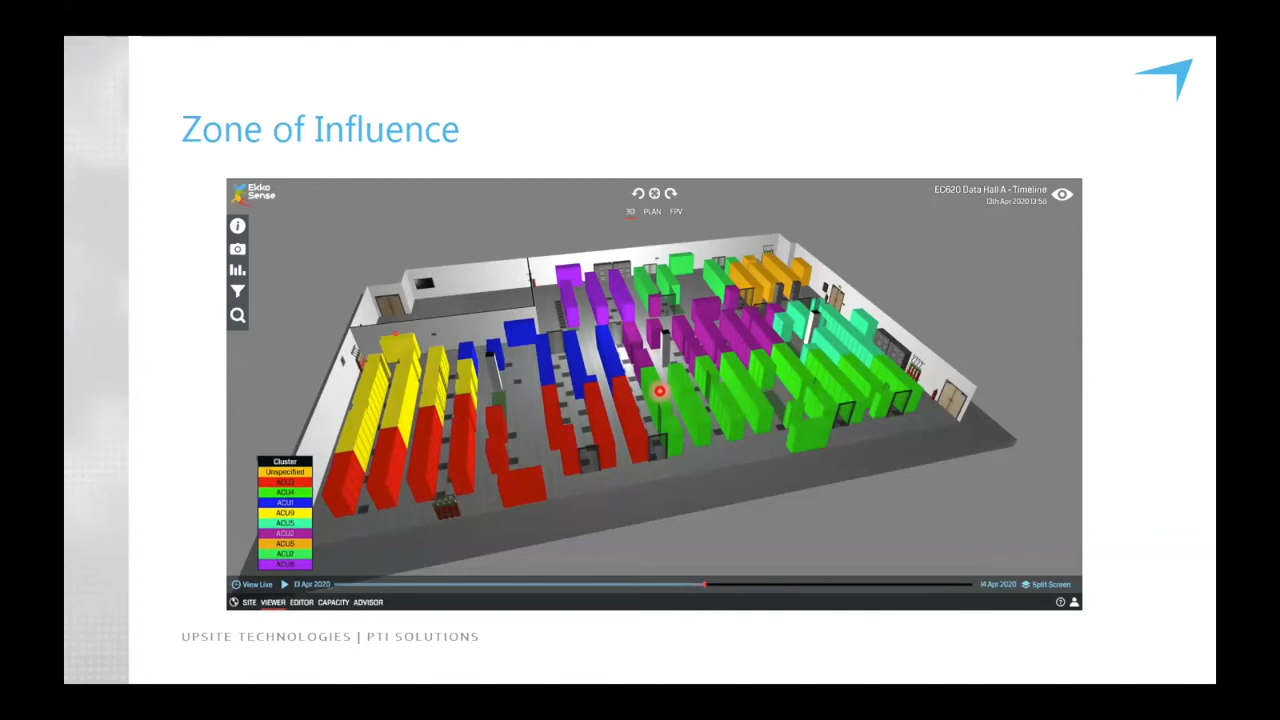 Zone of Influence
Ekko
Sense
3D PLAN FPV
EC620 Data Hall A - Timeline
13th Apr 2020 13:58
Cluster
Unspecified
ACU3
ACU4
ACU1
ACU9
ACU5
ACU2
ACU6
ACU7
ACU8
View Live
13 Apr 2020
14 Apr 2020
Split Screen
SITE VIEWER EDITOR CAPACITY ADVISOR
UPSITE TECHNOLOGIES | PTI SOLUTIONS